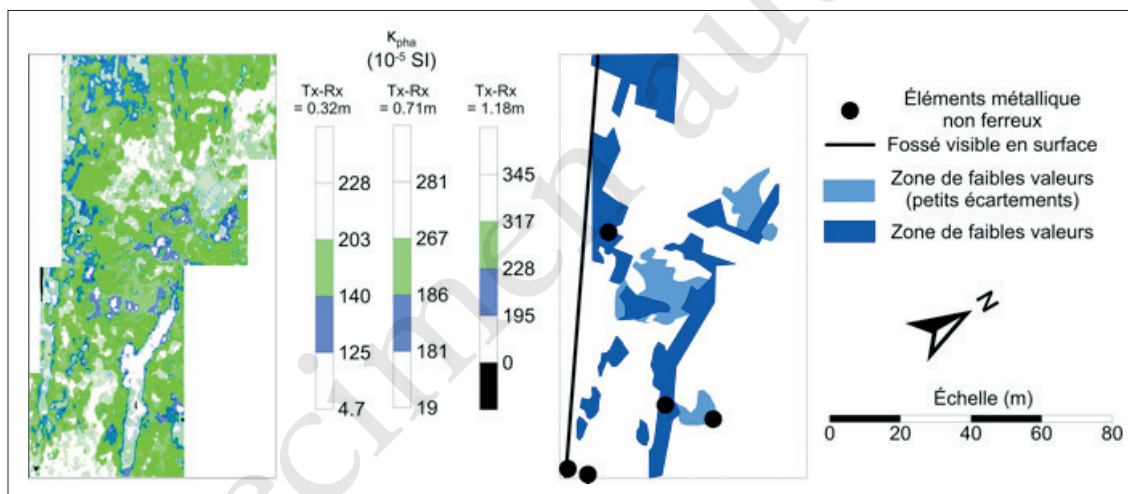 Κpha
(10-5 SI)
Tx-Rx
= 0.32m
Tx-Rx
= 0.71m
Tx-Rx
= 1.18m
228
203
140
125
4.7
281
267
186
181
19
345
317
228
195
0
Éléments métallique
non ferreux
Fossé visible en surface
Zone de faibles valeurs
(petits écartements)
Zone de faibles valeurs
N
Échelle (m)
0 20 40 60 80
ecimen au